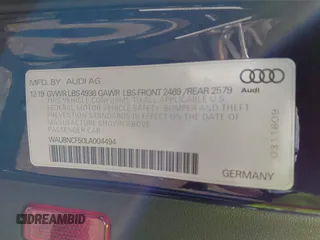 MFD. BY AUDI AG
12/19 GVWR LBS 4938 GAWR LBS FRONT 2469 /REAR 2579
THIS VEHICLE CONFORMS TO ALL APPLICABLE U.S.
FEDERAL MOTOR VEHICLE SAFETY, BUMPER AND THEFT
PREVENTION STANDARDS IN EFFECT ON THE DATE OF
MANUFACTURE SHOWN ABOVE.
PASSENGER CAR
WAUBNCF50LA004494
Audi
0311609
GERMANY
DREAMBID